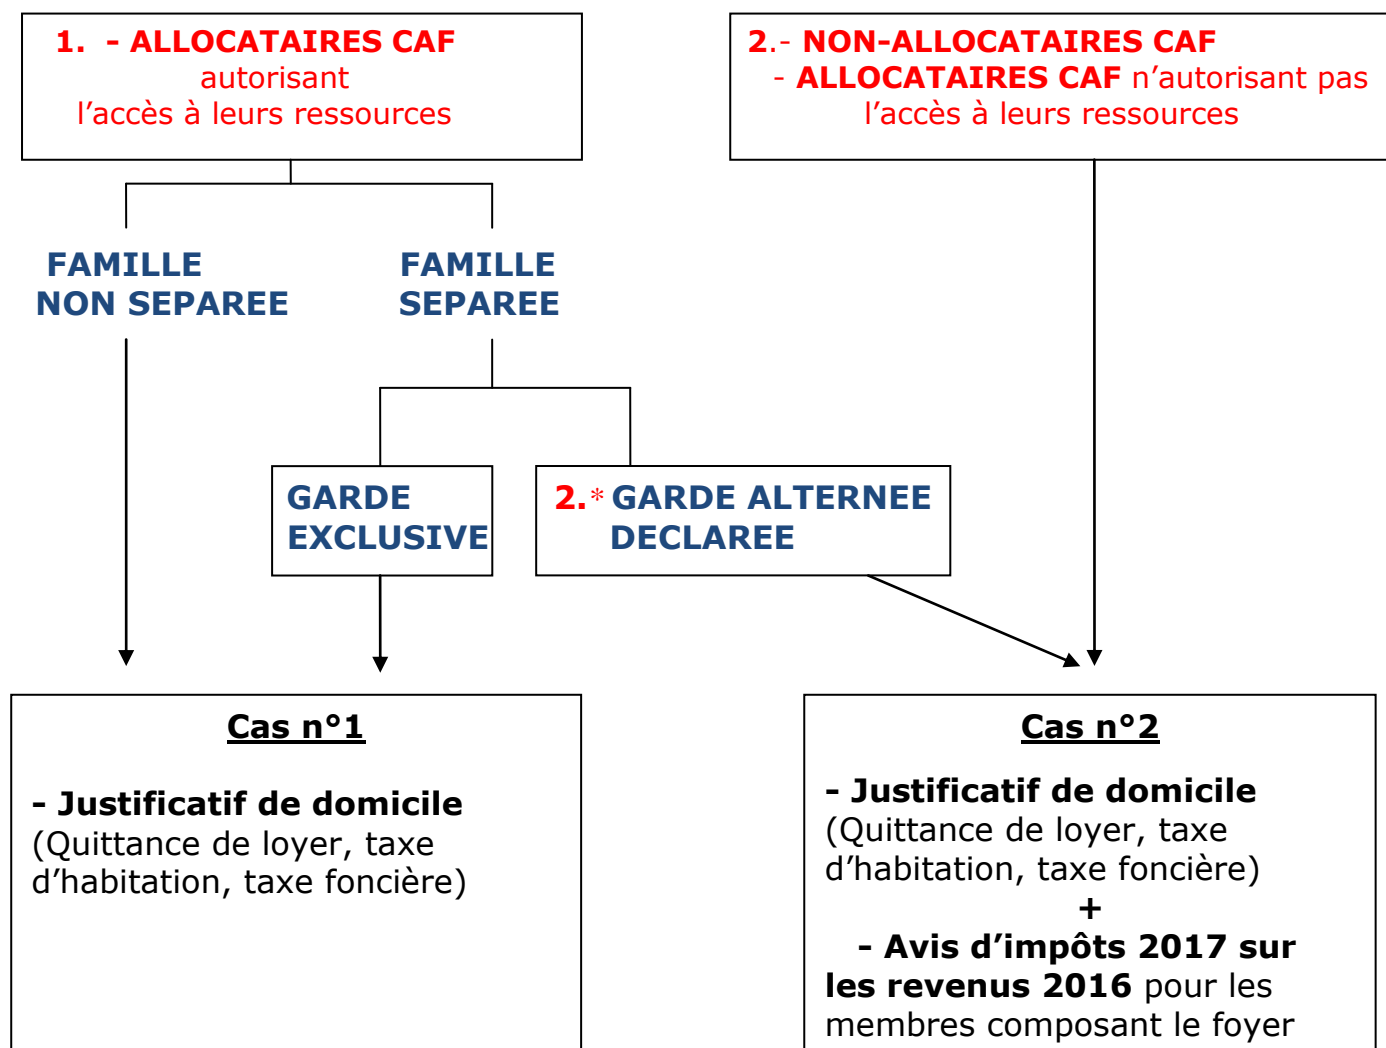 1. - ALLOCATAIRES CAF
autorisant
l’accès à leurs ressources
2.- NON-ALLOCATAIRES CAF
- ALLOCATAIRES CAF n’autorisant pas
l’accès à leurs ressources
FAMILLE
NON SEPAREE
FAMILLE
SEPAREE
GARDE
EXCLUSIVE
2.* GARDE ALTERNEE
DECLAREE
Cas n°1
- Justificatif de domicile
(Quittance de loyer, taxe
d’habitation, taxe foncière)
Cas n°2
- Justificatif de domicile
(Quittance de loyer, taxe
d’habitation, taxe foncière)
+
- Avis d’impôts 2017 sur
les revenus 2016 pour les
membres composant le foyer